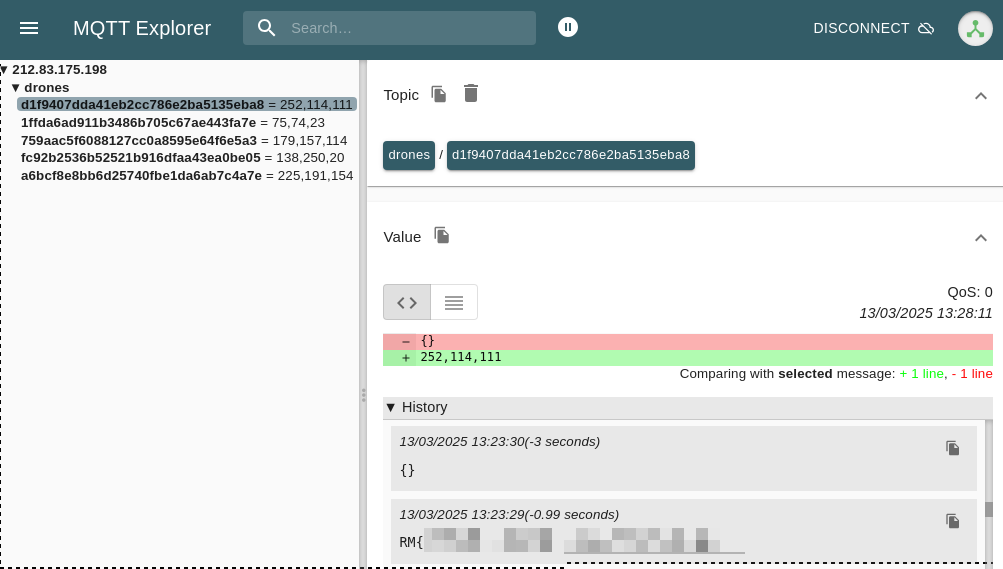 MQTT Explorer
Search...
DISCONNECT
▼ 212.83.175.198
▼ drones
d1f9407dda41eb2cc786e2ba5135eba8 = 252,114,111
1ffda6ad911b3486b705c67ae443fa7e = 75,74,23
759aac5f6088127cc0a8595e64f6e5a3 = 179,157,114
fc92b2536b52521b916dfaa43ea0be05 = 138,250,20
a6bcf8e8bb6d25740fbe1da6ab7c4a7e = 225,191,154
Topic
drones / d1f9407dda41eb2cc786e2ba5135eba8
Value
QoS: 0
13/03/2025 13:28:11
- {}
+ 252,114,111
Comparing with selected message: + 1 line, - 1 line
▼ History
13/03/2025 13:23:30(-3 seconds)
{}
13/03/2025 13:23:29(-0.99 seconds)
RM{